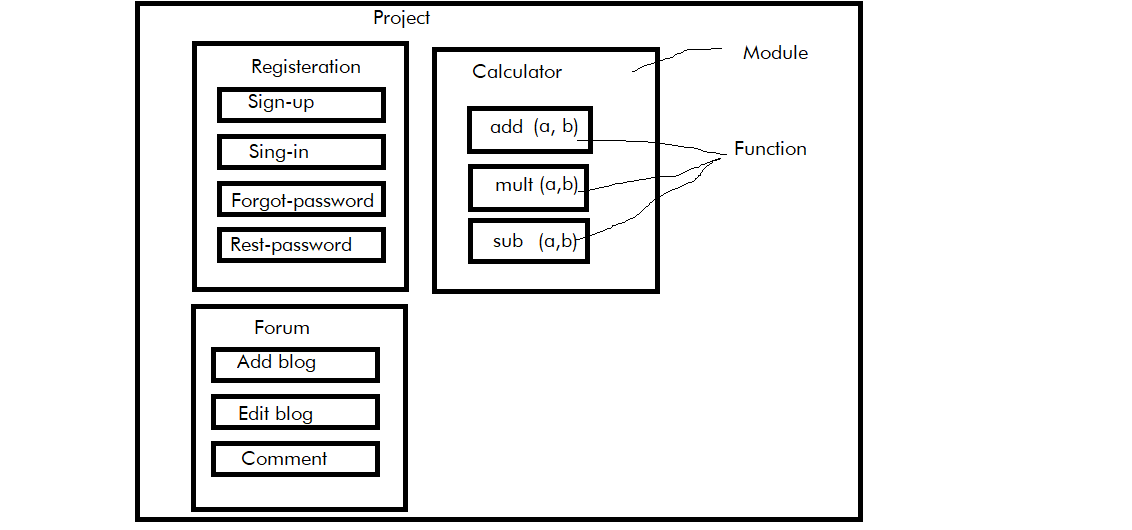 Project
Registeration
Sign-up
Sing-in
Forgot-password
Rest-password
Calculator
add (a, b)
mult (a,b)
sub (a,b)
Module
Function
Forum
Add blog
Edit blog
Comment